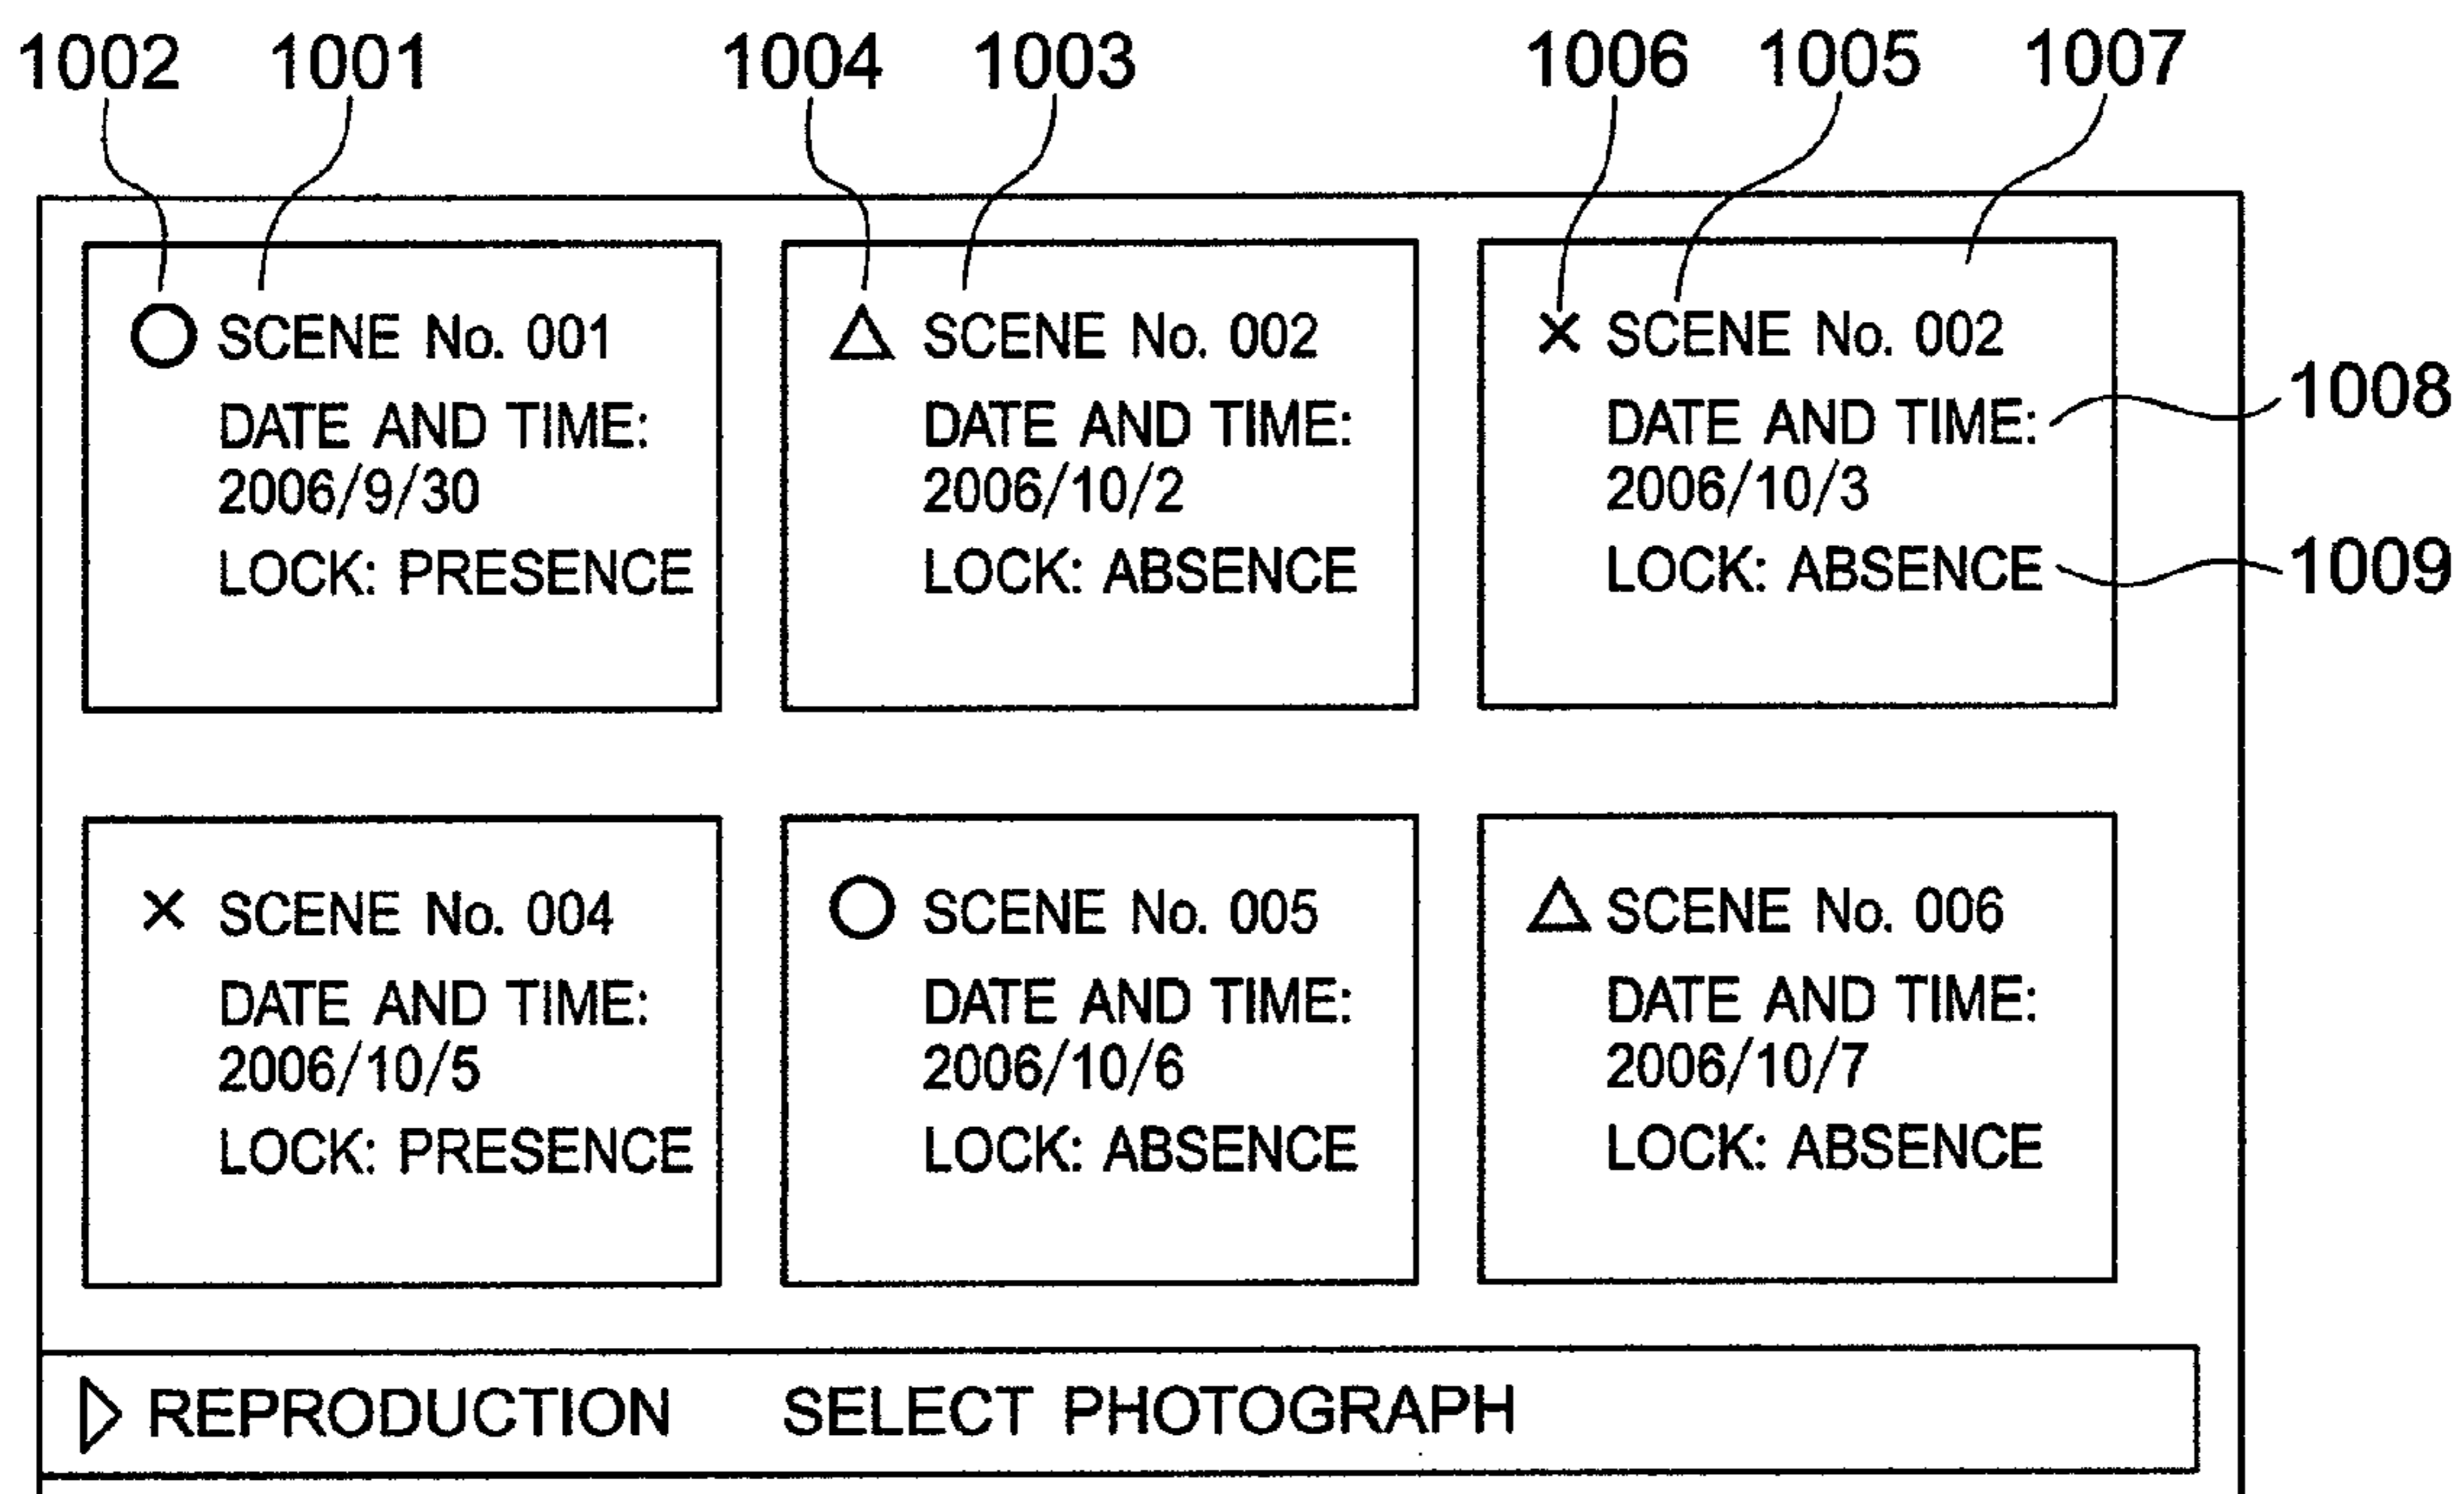 1002 1001 1004 1003 1006 1005 1007
SCENE No. 001
DATE AND TIME:
2006/9/30
LOCK: PRESENCE
SCENE No. 002
DATE AND TIME:
2006/10/2
LOCK: ABSENCE
× SCENE No. 002
DATE AND TIME:
2006/10/3
LOCK: ABSENCE
1008
1009
× SCENE No. 004
DATE AND TIME:
2006/10/5
LOCK: PRESENCE
SCENE No. 005
DATE AND TIME:
2006/10/6
LOCK: ABSENCE
SCENE No. 006
DATE AND TIME:
2006/10/7
LOCK: ABSENCE
REPRODUCTION SELECT PHOTOGRAPH